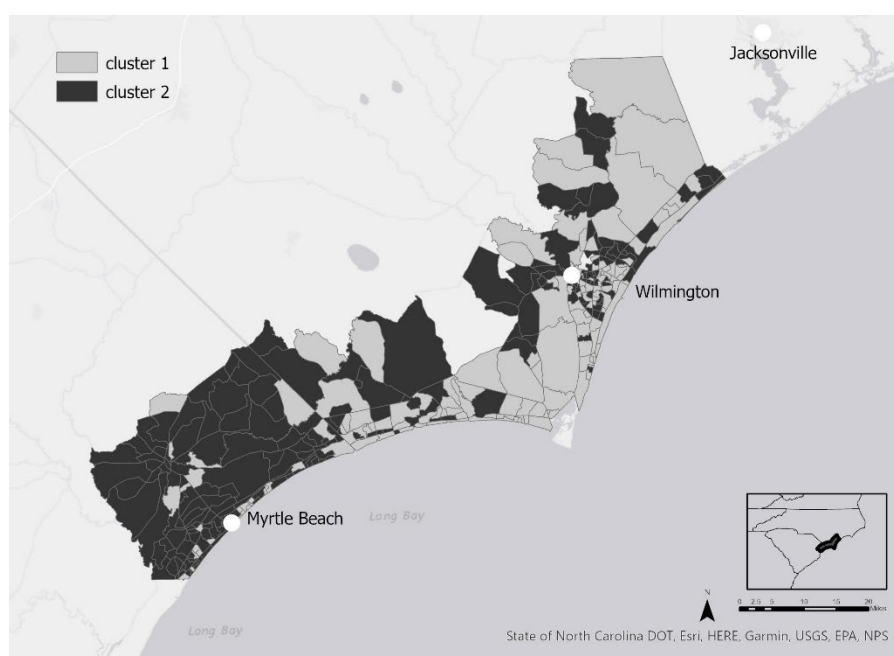 Jacksonville
cluster 1
cluster 2
Wilmington
Myrtle Beach
Long Bay
Long Bay
N
0 2.5 5 10 15 20
Miles
State of North Carolina DOT, Esri, HERE, Garmin, USGS, EPA, NPS